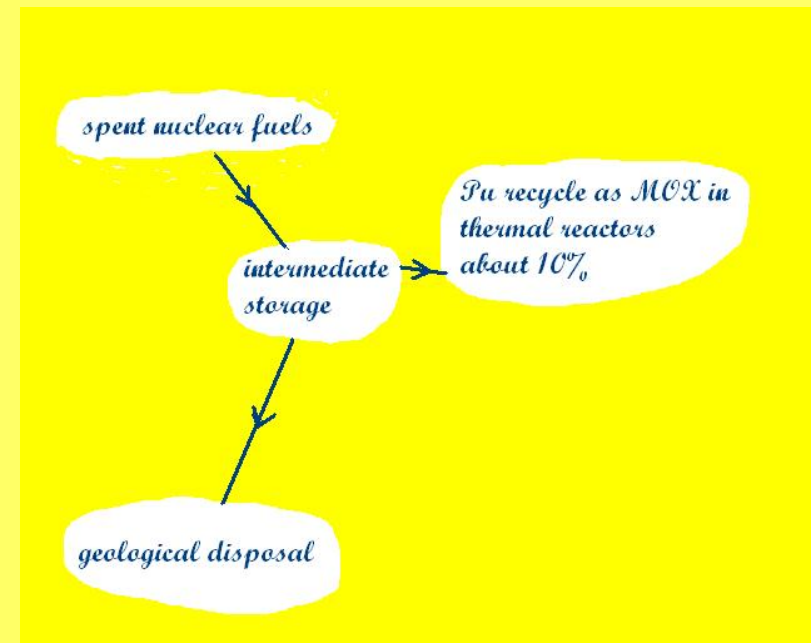 spent nuclear fuels
Pu recycle as MOX in
thermal reactors
about 10%
intermediate
storage
geological disposal